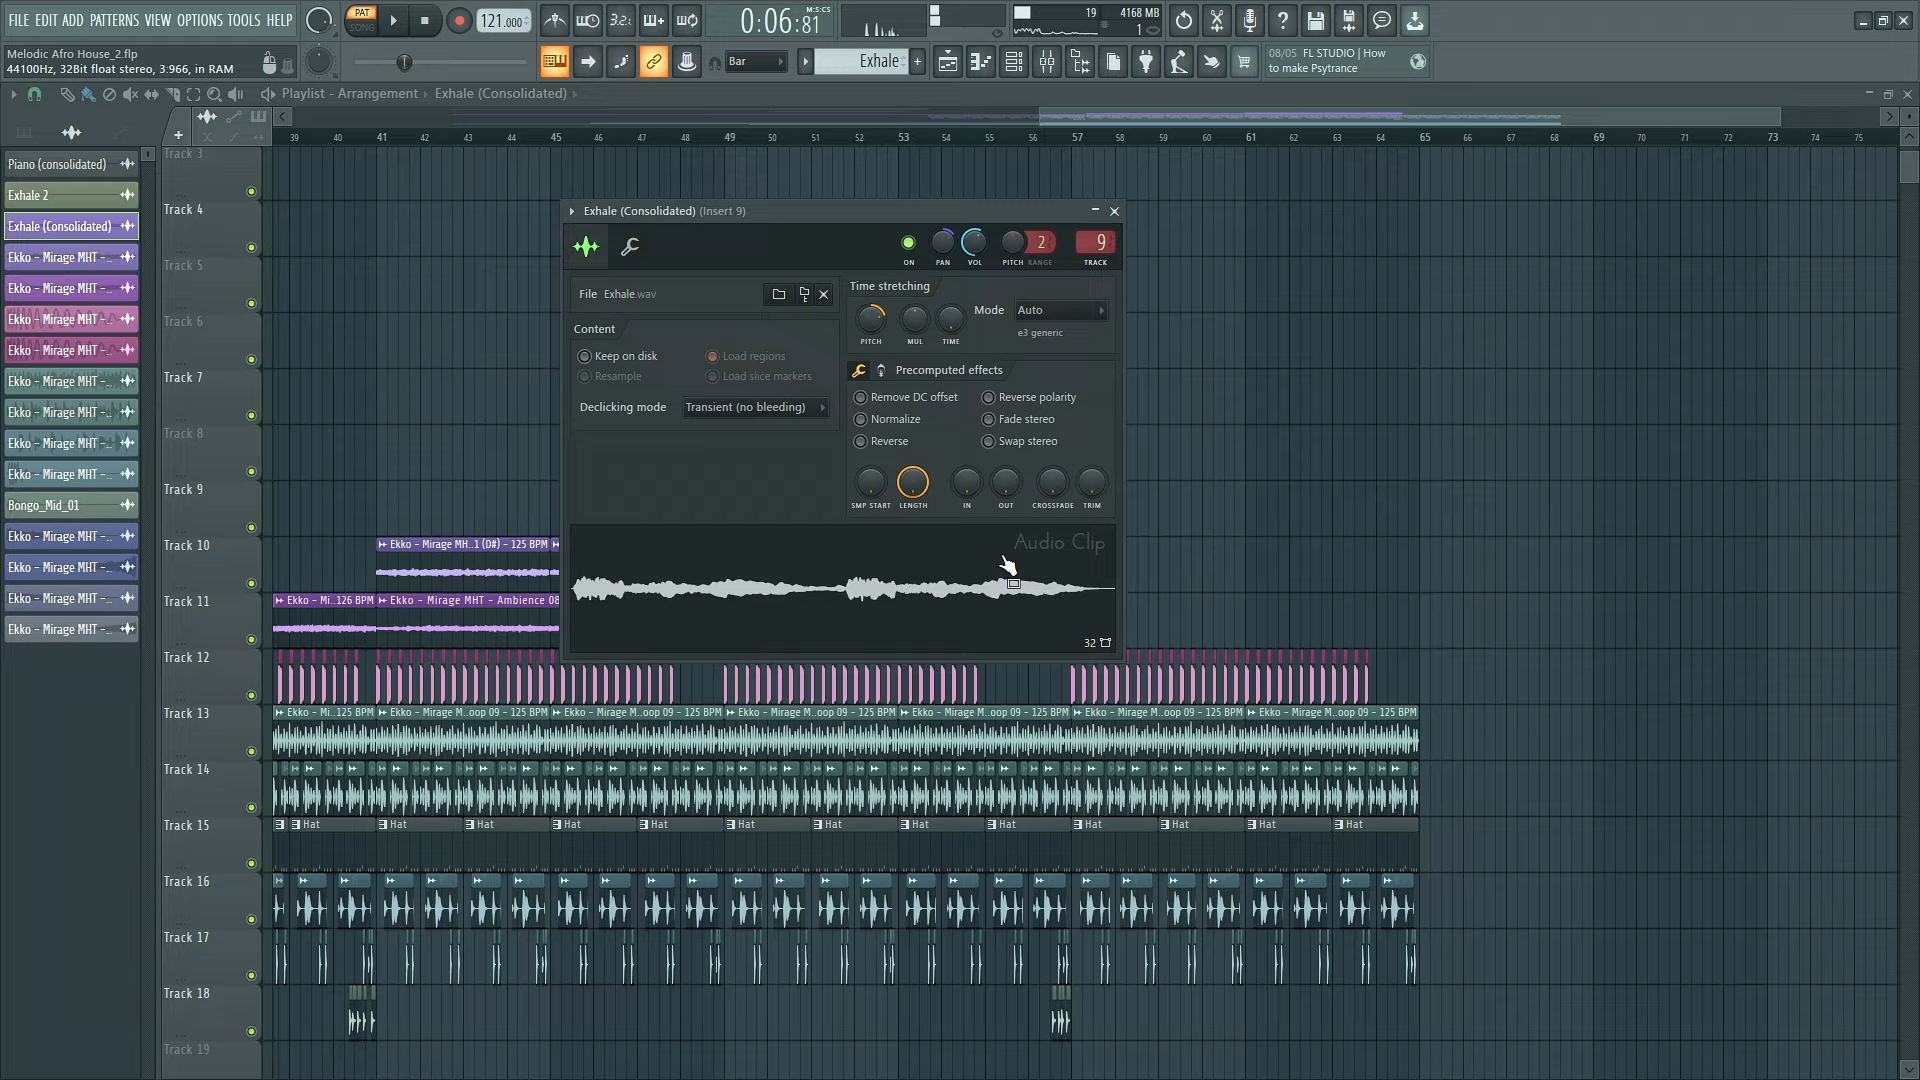 FILE EDIT ADD PATTERNS VIEW OPTIONS TOOLS HELP
PAT
SONG
121.000
3.2.
0:06:81
M:S:CS
19
4168 MB
1
Melodic Afro House_2.flp
44100Hz, 32Bit float stereo, 3:966, in RAM
Bar
Exhale
08/05 FL STUDIO | How
to make Psytrance
Playlist - Arrangement › Exhale (Consolidated) ›
39 40 41 42 43 44 45 46 47 48 49 50 51 52 53 54 55 56 57 58 59 60 61 62 63 64 65 66 67 68 69 70 71 72 73 74 75
Piano (consolidated)
Exhale 2
Exhale (Consolidated)
Ekko - Mirage MHT -..
Ekko - Mirage MHT -..
Ekko - Mirage MHT -..
Ekko - Mirage MHT -..
Ekko - Mirage MHT -..
Ekko - Mirage MHT -..
Ekko - Mirage MHT -..
Ekko - Mirage MHT -..
Bongo_Mid_01
Ekko - Mirage MHT -..
Ekko - Mirage MHT -..
Ekko - Mirage MHT -..
Ekko - Mirage MHT -..
Track 3
Track 4
Track 5
Track 6
Track 7
Track 8
Track 9
Track 10
Track 11
Track 12
Track 13
Track 14
Track 15
Track 16
Track 17
Track 18
Track 19
Exhale (Consolidated) (Insert 9)
2
9
ON PAN VOL PITCH RANGE TRACK
File Exhale.wav
Time stretching
Mode Auto
e3 generic
PITCH MUL TIME
Content
Keep on disk Load regions
Resample Load slice markers
Declicking mode Transient (no bleeding)
Precomputed effects
Remove DC offset Reverse polarity
Normalize Fade stereo
Reverse Swap stereo
SMP START LENGTH IN OUT CROSSFADE TRIM
Audio Clip
32
Ekko - Mirage MH..1 (D#) - 125 BPM
Ekko - Mi..126 BPM Ekko - Mirage MHT - Ambience 08
Ekko - Mi..125 BPM Ekko - Mirage M..oop 09 - 125 BPM Ekko - Mirage M..oop 09 - 125 BPM Ekko - Mirage M..oop 09 - 125 BPM Ekko - Mirage M..oop 09 - 125 BPM Ekko - Mirage M..oop 09 - 125 BPM Ekko - Mirage M..oop 09 - 125 BPM
Hat Hat Hat Hat Hat Hat Hat Hat Hat Hat Hat Hat Hat